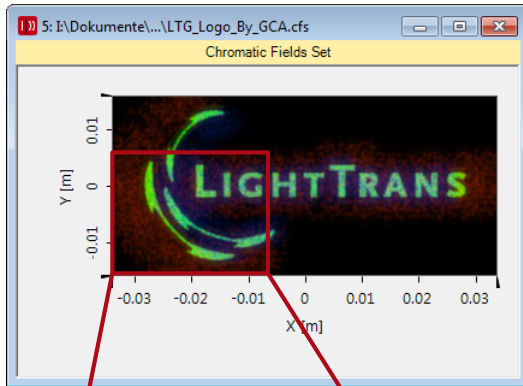 5: I:\Dokumente\...\LTG_Logo_By_GCA.cfs
Chromatic Fields Set
0.01
0
-0.01
Y [m]
LIGHTTRANS
-0.03 -0.02 -0.01 0 0.01 0.02 0.03
X [m]